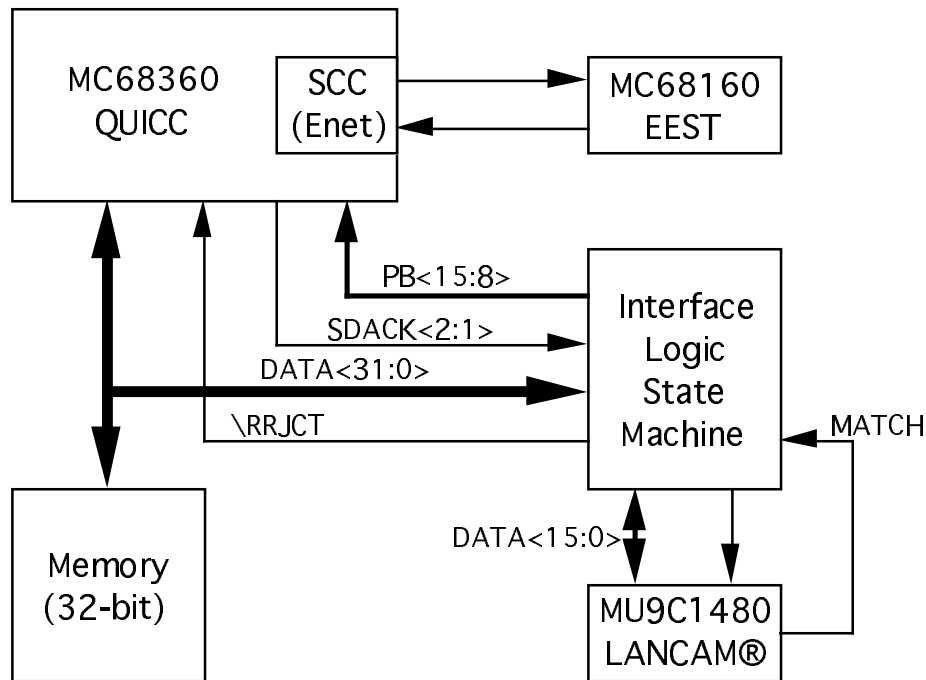 MC68360
QUICC
SCC
(Enet)
MC68160
EEST
PB<15:8>
SDACK<2:1>
DATA<31:0>
\RRJCT
Interface
Logic
State
Machine
MATCH
DATA<15:0>
Memory
(32-bit)
MU9C1480
LANCAM®